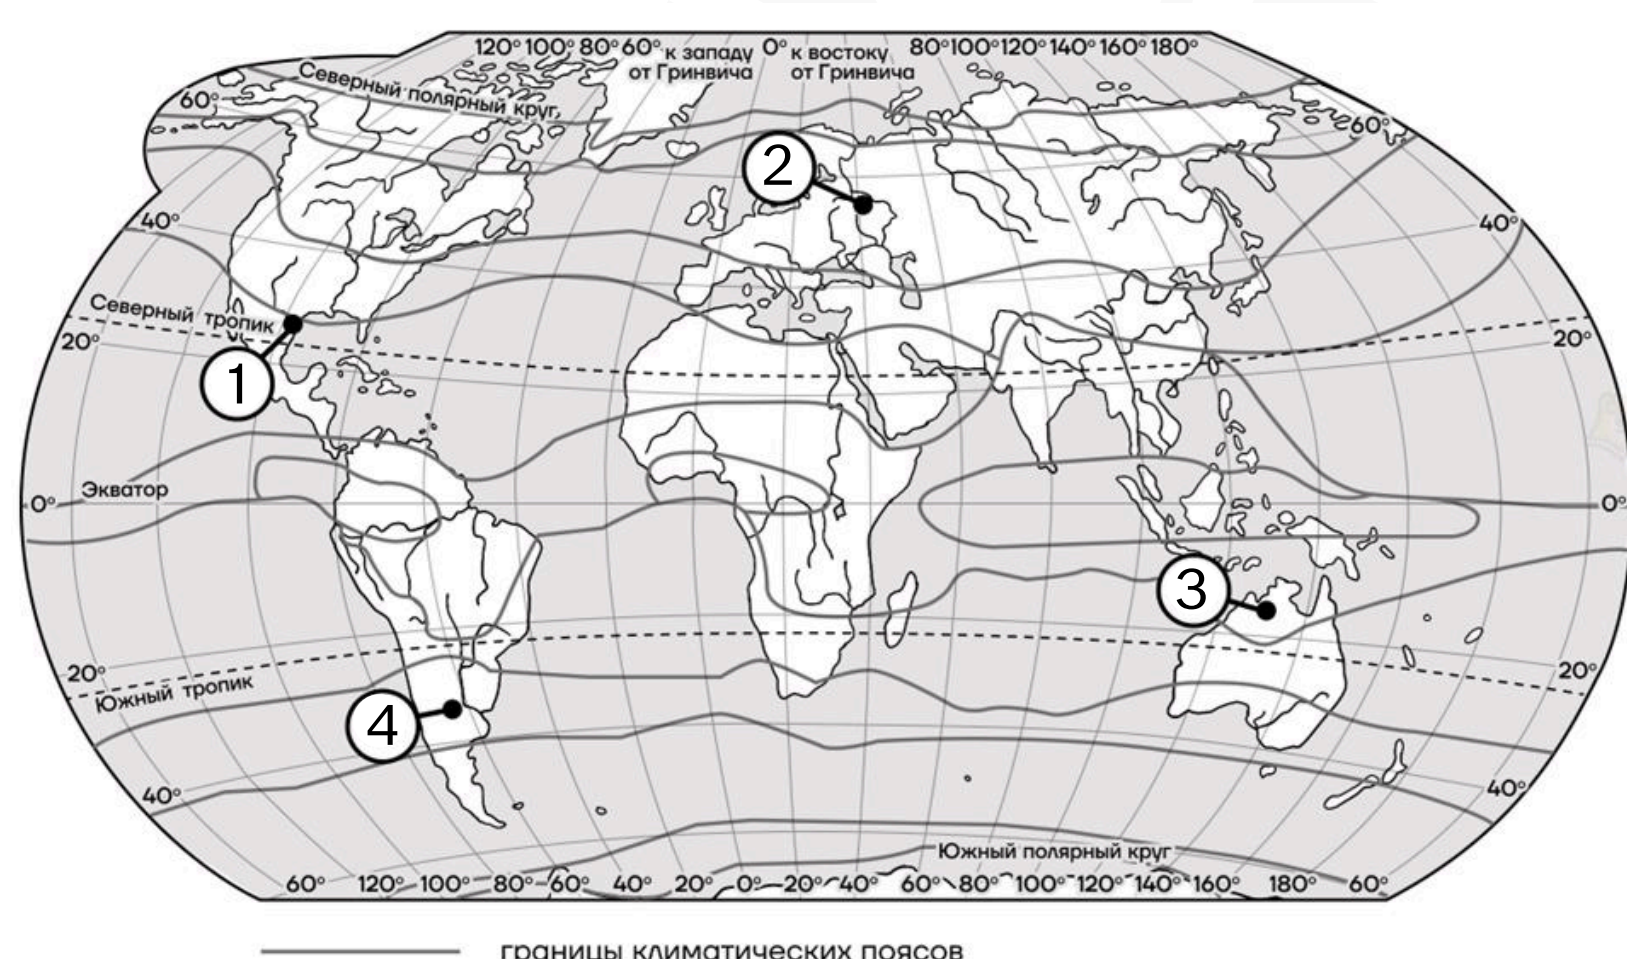 120° 100° 80° 60° к западу от Гринвича 0° к востоку от Гринвича 80° 100° 120° 140° 160° 180°
Северный полярный круг
60°
60°
2
40°
40°
Северный тропик
20°
20°
1
Экватор
0°
0°
3
20°
20°
Южный тропик
4
40°
40°
Южный полярный круг
60° 120° 100° 80° 60° 40° 20° 0° 20° 40° 60° 80° 100° 120° 140° 160° 180° 60°
границы климатических поясов